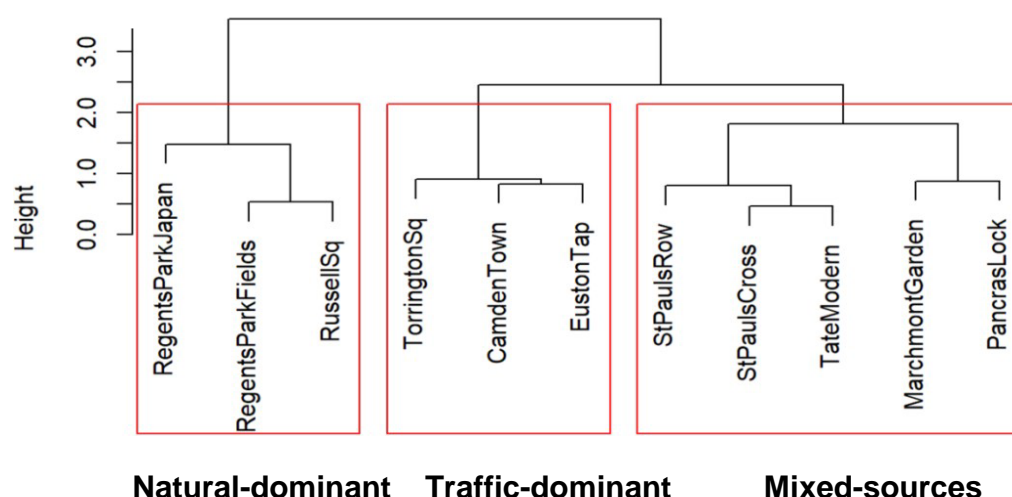 Height
3.0
2.0
1.0
0.0
RegentsParkJapan
RegentsParkFields
RussellSq
TorringtonSq
CamdenTown
EustonTap
StPaulsRow
StPaulsCross
TateModern
MarchmontGarden
PancrasLock
Natural-dominant Traffic-dominant Mixed-sources